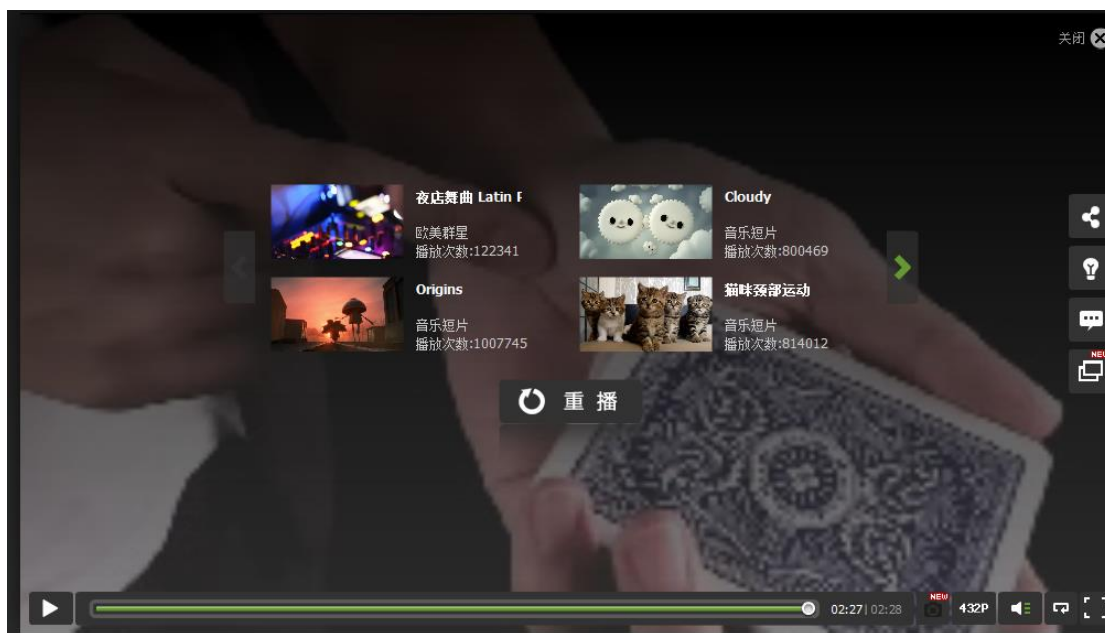 关闭
夜店舞曲 Latin
欧美群星
播放次数:122341
Cloudy
音乐短片
播放次数:800469
Origins
音乐短片
播放次数:1007745
猫咪颈部运动
音乐短片
播放次数:814012
NEW
重播
02:27|02:28
NEW
432P